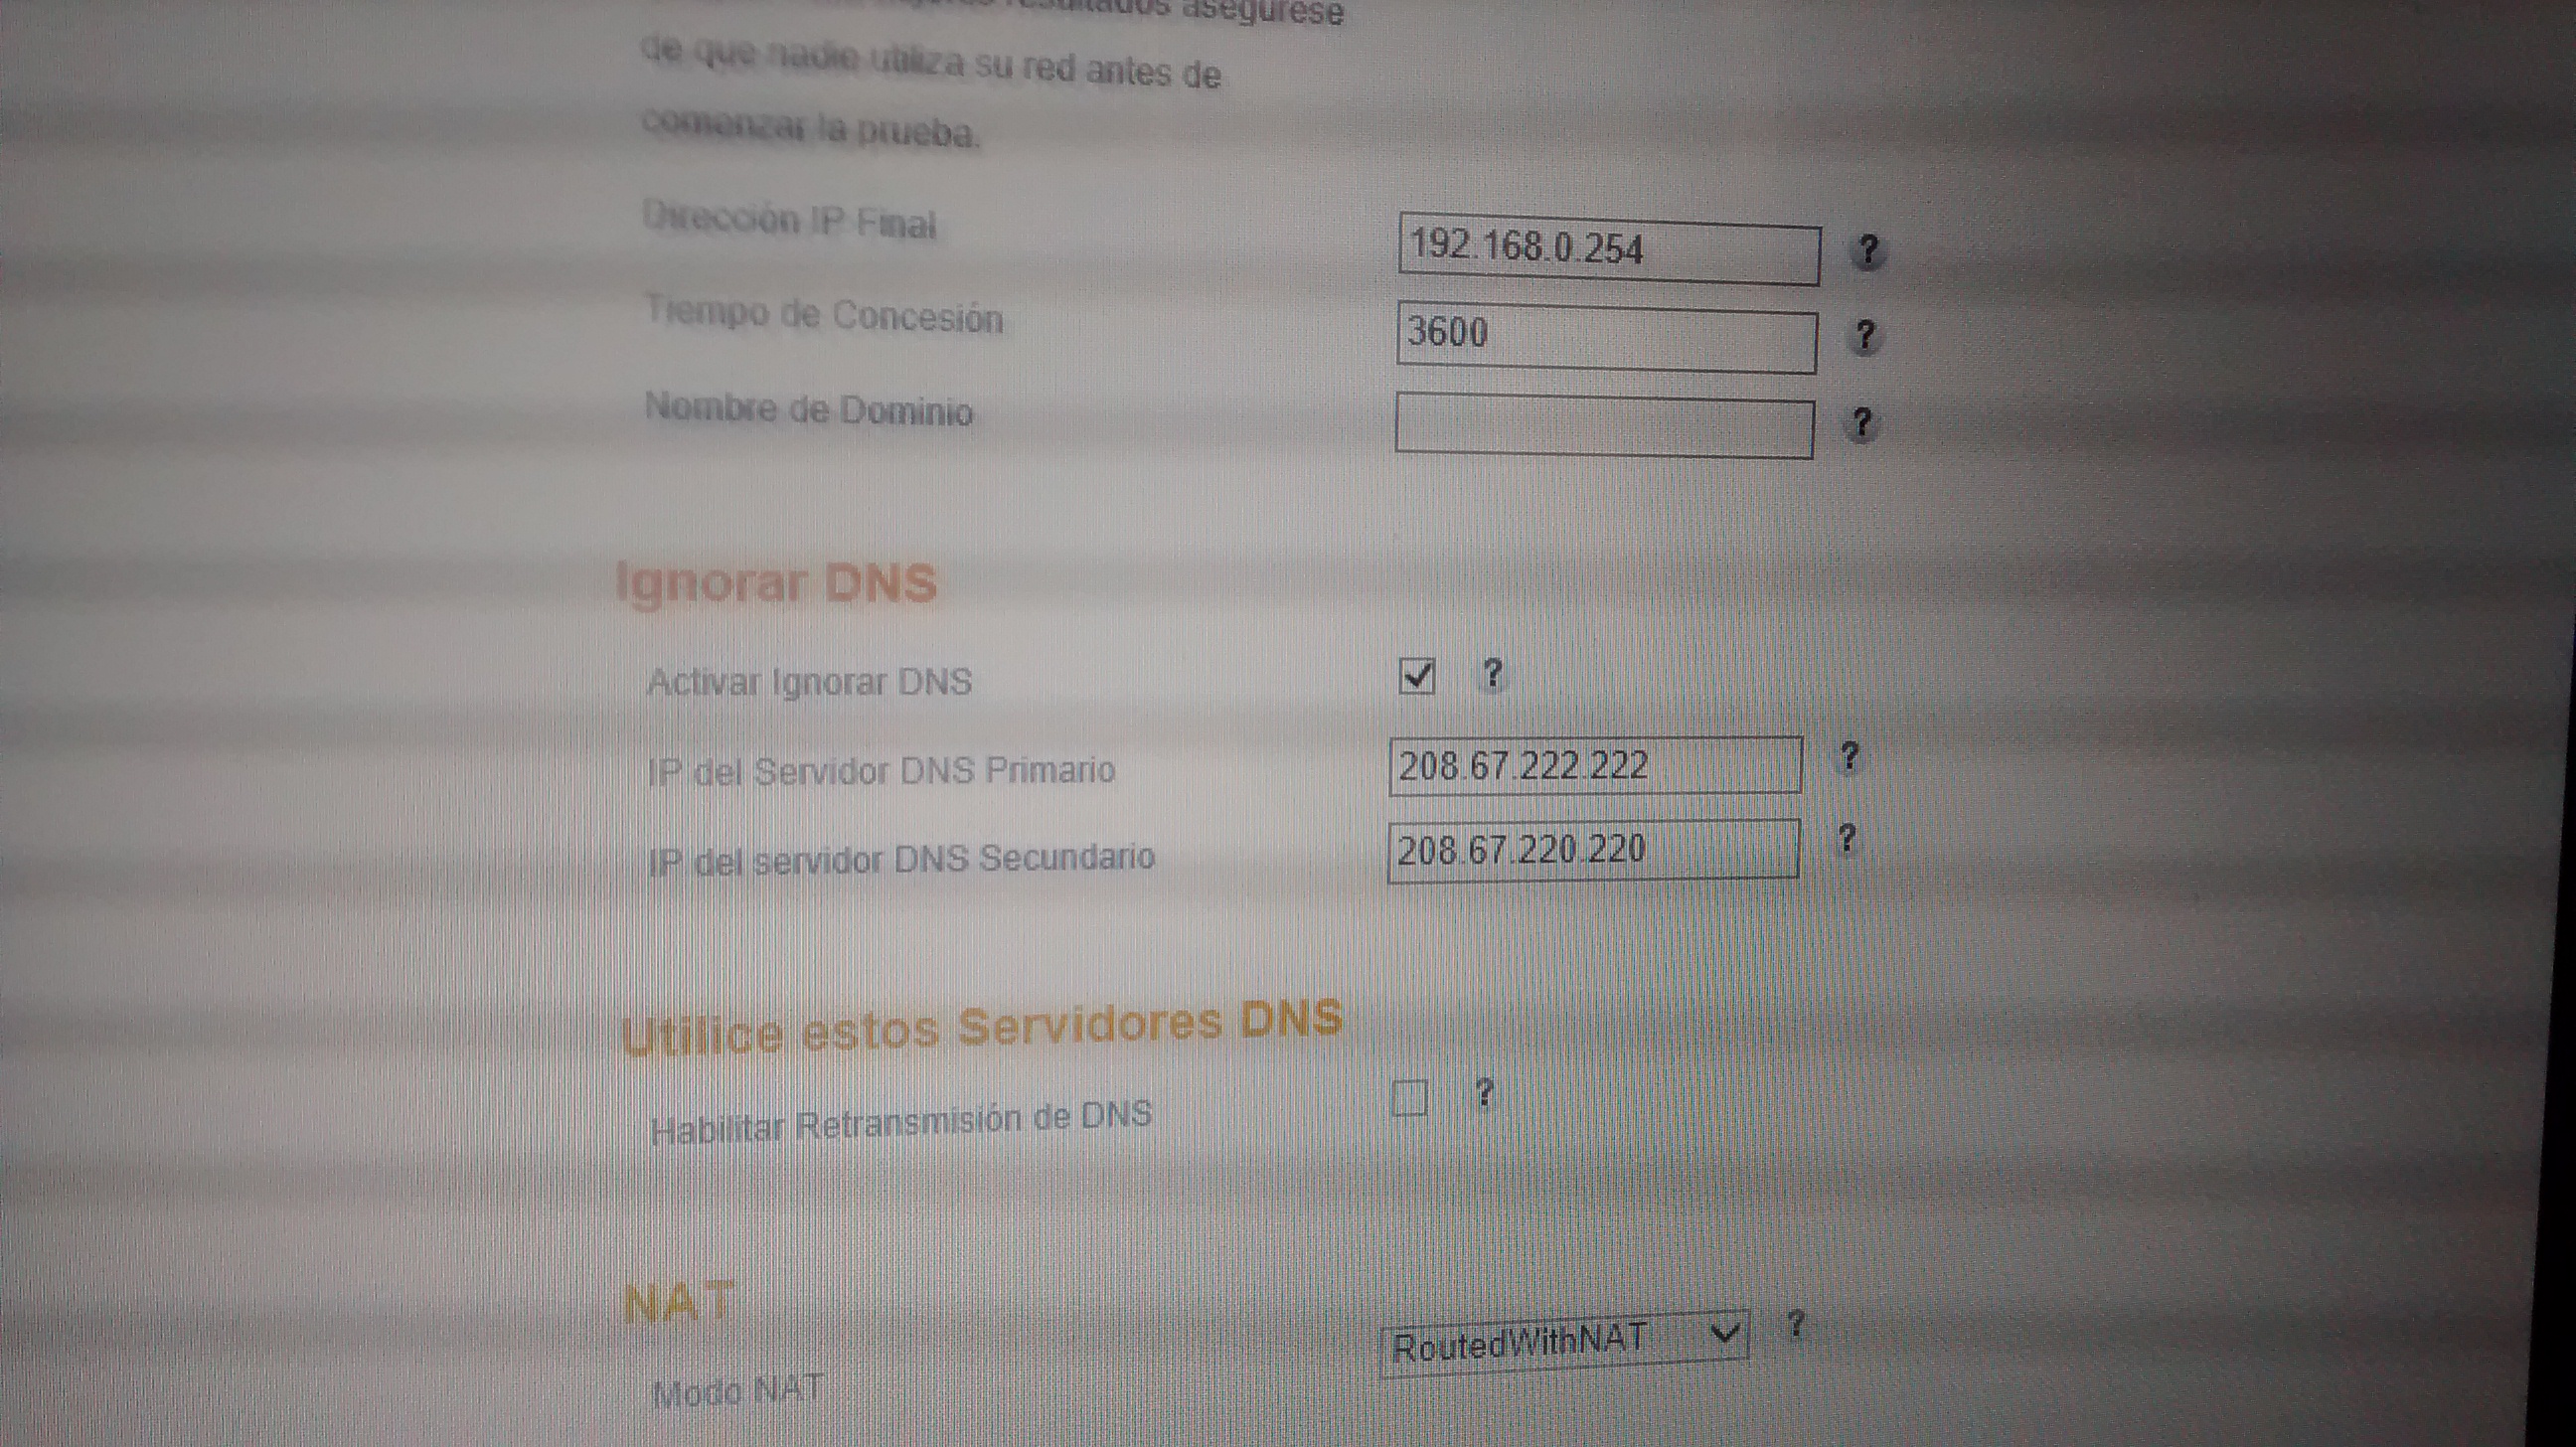 resultados asegúrese
de que nadie utiliza su red antes de
comenzar la prueba.
Dirección IP Final 192.168.0.254 ?
Tiempo de Concesión 3600 ?
Nombre de Dominio ?
Ignorar DNS
Activar Ignorar DNS ?
IP del Servidor DNS Primario 208.67.222.222 ?
IP del servidor DNS Secundario 208.67.220.220 ?
Utilice estos Servidores DNS
Habilitar Retransmisión de DNS ?
NAT
Modo NAT RoutedWithNAT ?